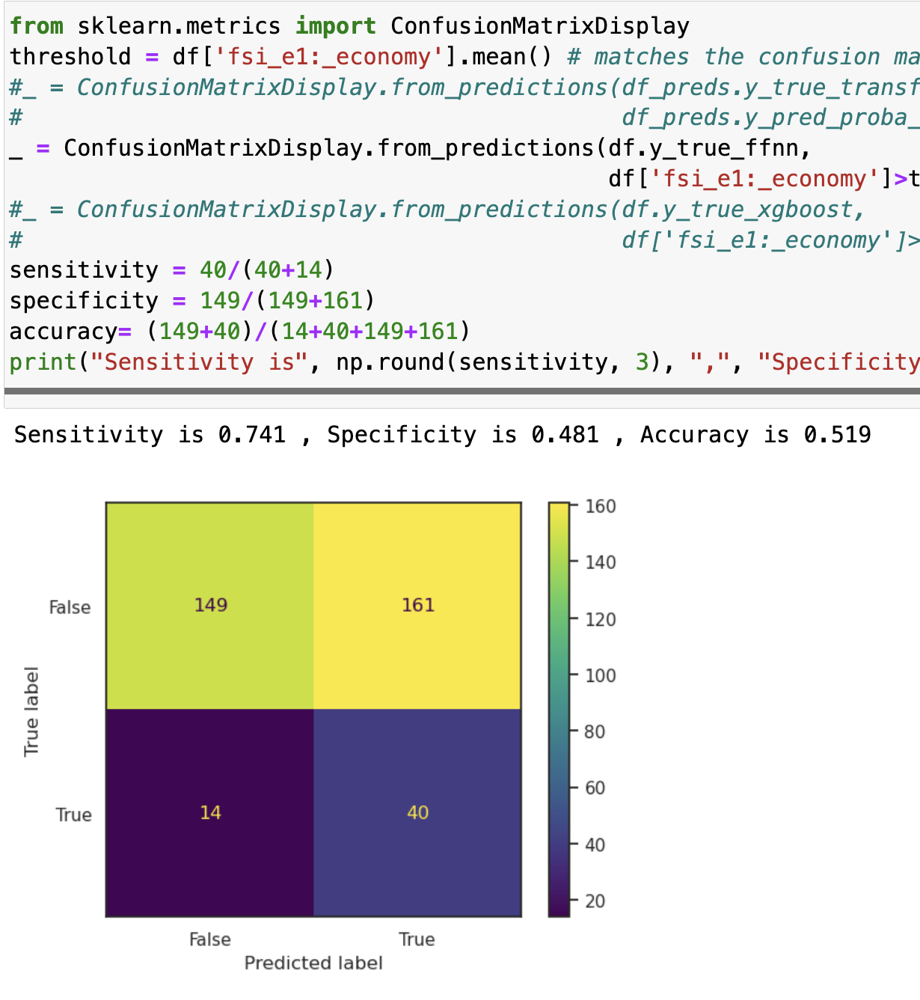 from sklearn.metrics import ConfusionMatrixDisplay
threshold = df['fsi_e1:_economy'].mean() # matches the confusion ma
#_ = ConfusionMatrixDisplay.from_predictions(df_preds.y_true_transf
# df_preds.y_pred_proba_
_ = ConfusionMatrixDisplay.from_predictions(df.y_true_ffnn,
df['fsi_e1:_economy']>t
#_ = ConfusionMatrixDisplay.from_predictions(df.y_true_xgboost,
# df['fsi_e1:_economy']>
sensitivity = 40/(40+14)
specificity = 149/(149+161)
accuracy= (149+40)/(14+40+149+161)
print("Sensitivity is", np.round(sensitivity, 3), ",", "Specificity
Sensitivity is 0.741 , Specificity is 0.481 , Accuracy is 0.519
160
140
120
100
80
60
40
20
False
149
161
True label
True
14
40
False
True
Predicted label